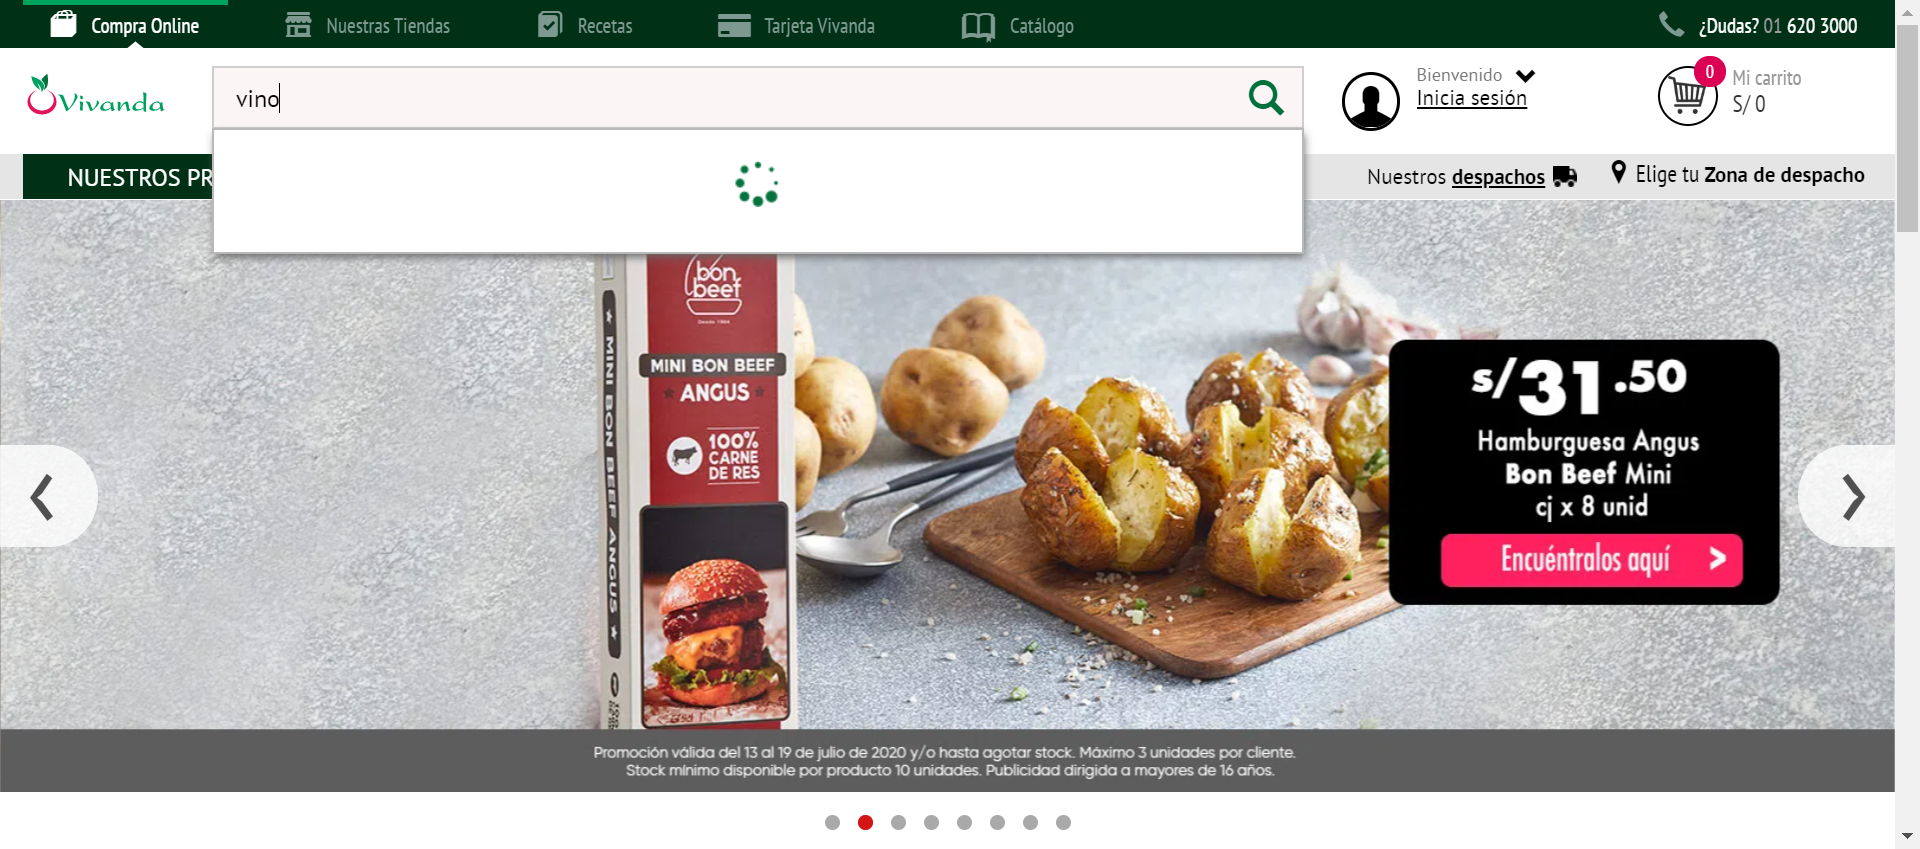 Compra Online
Nuestras Tiendas
Recetas
Tarjeta Vivanda
Catálogo
¿Dudas? 01 620 3000
Vivanda
vino
Bienvenido
Inicia sesión
0
Mi carrito
S/ 0
NUESTROS PR
Nuestros despachos
Elige tu Zona de despacho
bon
beef
Desde 1964
MINI BON BEEF
ANGUS
100%
CARNE
DE RES
MINI BON BEEF ANGUS
s/31.50
Hamburguesa Angus
Bon Beef Mini
cj x 8 unid
Encuéntralos aquí >
Promoción válida del 13 al 19 de julio de 2020 y/o hasta agotar stock. Máximo 3 unidades por cliente.
Stock mínimo disponible por producto 10 unidades. Publicidad dirigida a mayores de 16 años.